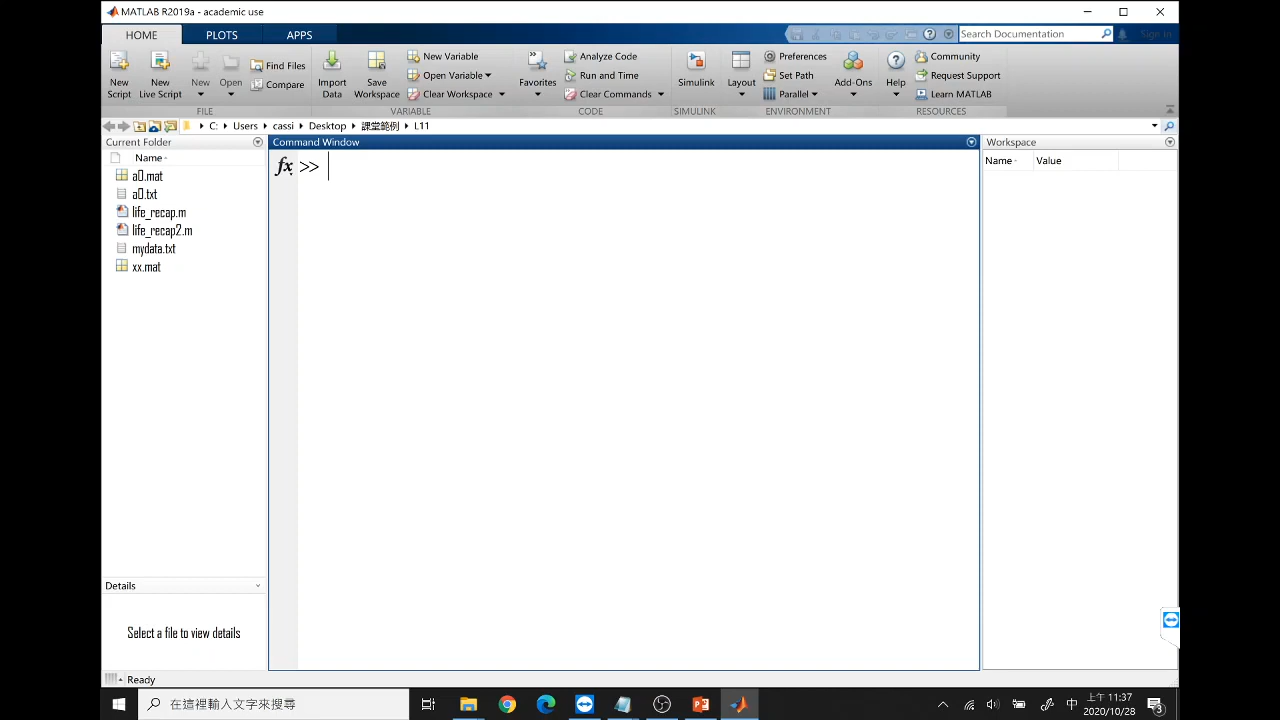 MATLAB R2019a - academic use
HOME PLOTS APPS
Search Documentation Sign In
New Script
New Live Script
New
Open
Find Files
Compare
Import Data
Save Workspace
New Variable
Open Variable
Clear Workspace
Favorites
Analyze Code
Run and Time
Clear Commands
Simulink
Layout
Preferences
Set Path
Parallel
Add-Ons
Help
Community
Request Support
Learn MATLAB
FILE VARIABLE CODE SIMULINK ENVIRONMENT RESOURCES
C: Users cassi Desktop 課堂範例 L11
Current Folder
Name
a0.mat
a0.txt
life_recap.m
life_recap2.m
mydata.txt
xx.mat
Details
Select a file to view details
Command Window
fx >>
Workspace
Name Value
Ready
在這裡輸入文字來搜尋
中
上午 11:37
2020/10/28
3